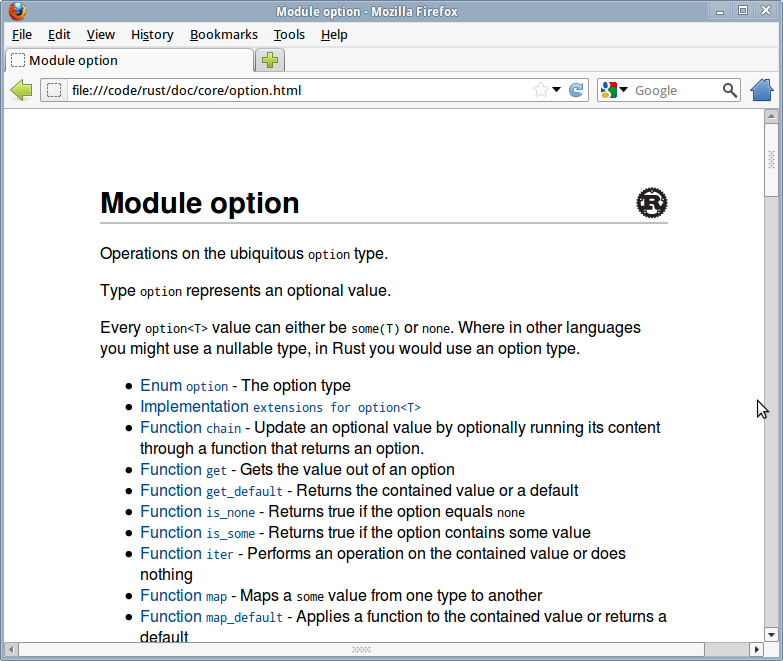 Module option - Mozilla Firefox
File Edit View History Bookmarks Tools Help
Module option
file:///code/rust/doc/core/option.html
Google
Module option
R
Operations on the ubiquitous option type.
Type option represents an optional value.
Every option<T> value can either be some(T) or none. Where in other languages
you might use a nullable type, in Rust you would use an option type.
• Enum option - The option type
• Implementation extensions for option<T>
• Function chain - Update an optional value by optionally running its content
through a function that returns an option.
• Function get - Gets the value out of an option
• Function get_default - Returns the contained value or a default
• Function is_none - Returns true if the option equals none
• Function is_some - Returns true if the option contains some value
• Function iter - Performs an operation on the contained value or does
nothing
• Function map - Maps a some value from one type to another
• Function map_default - Applies a function to the contained value or returns a
default